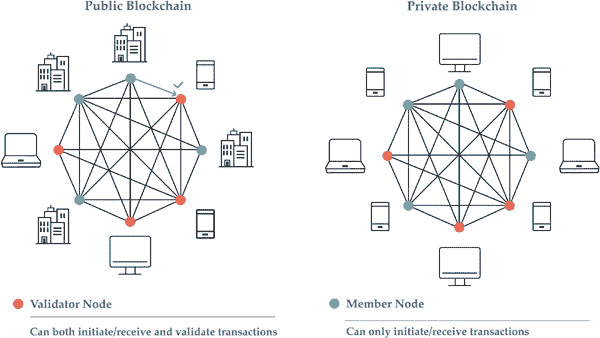 Public Blockchain
Private Blockchain
Validator Node
Can both initiate/receive and validate transactions
Member Node
Can only initiate/receive transactions